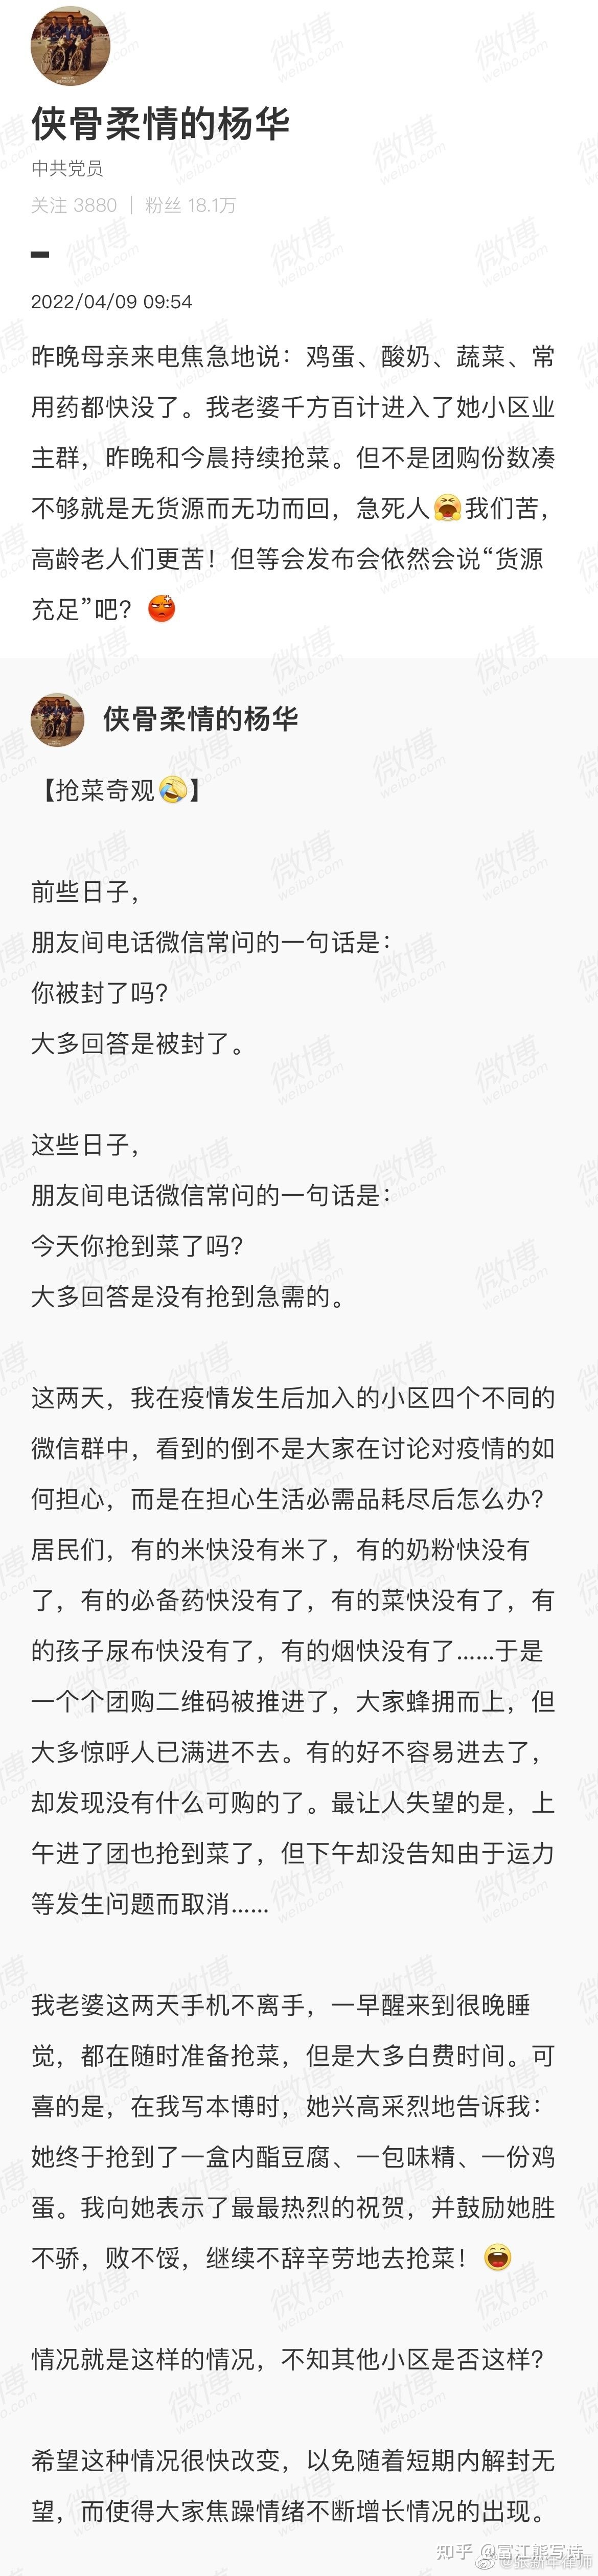 侠骨柔情的杨华
中共党员
关注 3880 | 粉丝 18.1万
2022/04/09 09:54
昨晚母亲来电焦急地说：鸡蛋、酸奶、蔬菜、常
用药都快没了。我老婆千方百计进入了她小区业
主群，昨晚和今晨持续抢菜。但不是团购份数凑
不够就是无货源而无功而回，急死人😫我们苦，
高龄老人们更苦！但等会发布会依然会说“货源
充足”吧？😡
侠骨柔情的杨华
【抢菜奇观🤣】
前些日子，
朋友间电话微信常问的一句话是：
你被封了吗？
大多回答是被封了。
这些日子，
朋友间电话微信常问的一句话是：
今天你抢到菜了吗？
大多回答是没有抢到急需的。
这两天，我在疫情发生后加入的小区四个不同的
微信群中，看到的倒不是大家在讨论对疫情的如
何担心，而是在担心生活必需品耗尽后怎么办？
居民们，有的米快没有米了，有的奶粉快没有
了，有的必备药快没有了，有的菜快没有了，有
的孩子尿布快没有了，有的烟快没有了……于是
一个个团购二维码被推进了，大家蜂拥而上，但
大多惊呼人已满进不去。有的好不容易进去了，
却发现没有什么可购的了。最让人失望的是，上
午进了团也抢到菜了，但下午却没告知由于运力
等发生问题而取消……
我老婆这两天手机不离手，一早醒来到很晚睡
觉，都在随时准备抢菜，但是大多白费时间。可
喜的是，在我写本博时，她兴高采烈地告诉我：
她终于抢到了一盒内酯豆腐、一包味精、一份鸡
蛋。我向她表示了最最热烈的祝贺，并鼓励她胜
不骄，败不馁，继续不辞辛劳地去抢菜！😄
情况就是这样的情况，不知其他小区是否这样？
希望这种情况很快改变，以免随着短期内解封无
望，而使得大家焦躁情绪不断增长情况的出现。
知乎 @富江熊写诗
@张新年律师
微博
weibo.com